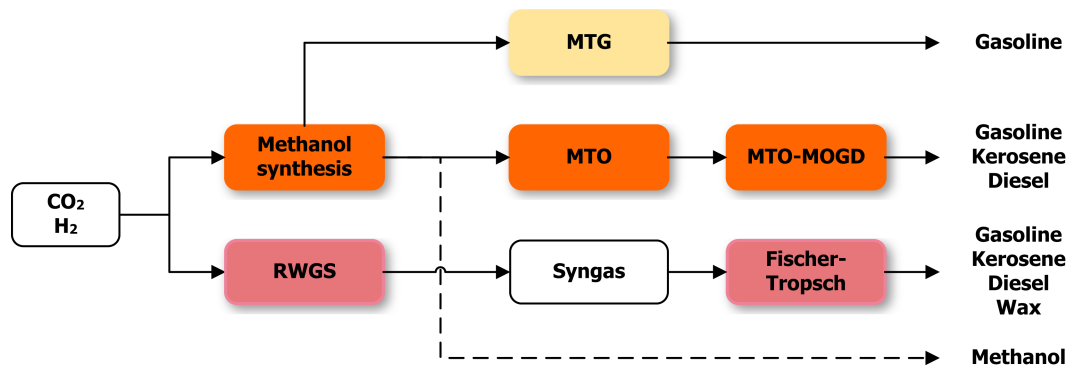 MTG
Gasoline
Methanol
synthesis
MTO
MTO-MOGD
Gasoline
Kerosene
Diesel
CO₂
H₂
RWGS
Syngas
Fischer-
Tropsch
Gasoline
Kerosene
Diesel
Wax
Methanol